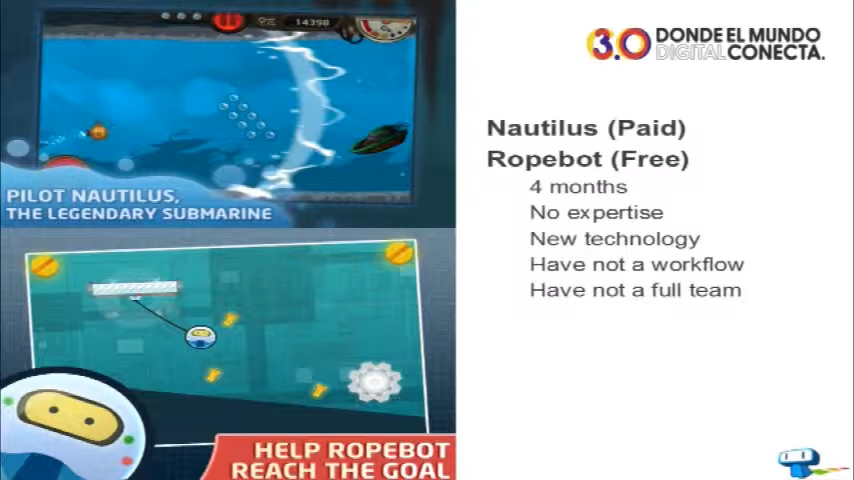 14398
PILOT NAUTILUS,
THE LEGENDARY SUBMARINE
HELP ROPEBOT
REACH THE GOAL
3.0 DONDE EL MUNDO
DIGITAL CONECTA.
Nautilus (Paid)
Ropebot (Free)
4 months
No expertise
New technology
Have not a workflow
Have not a full team